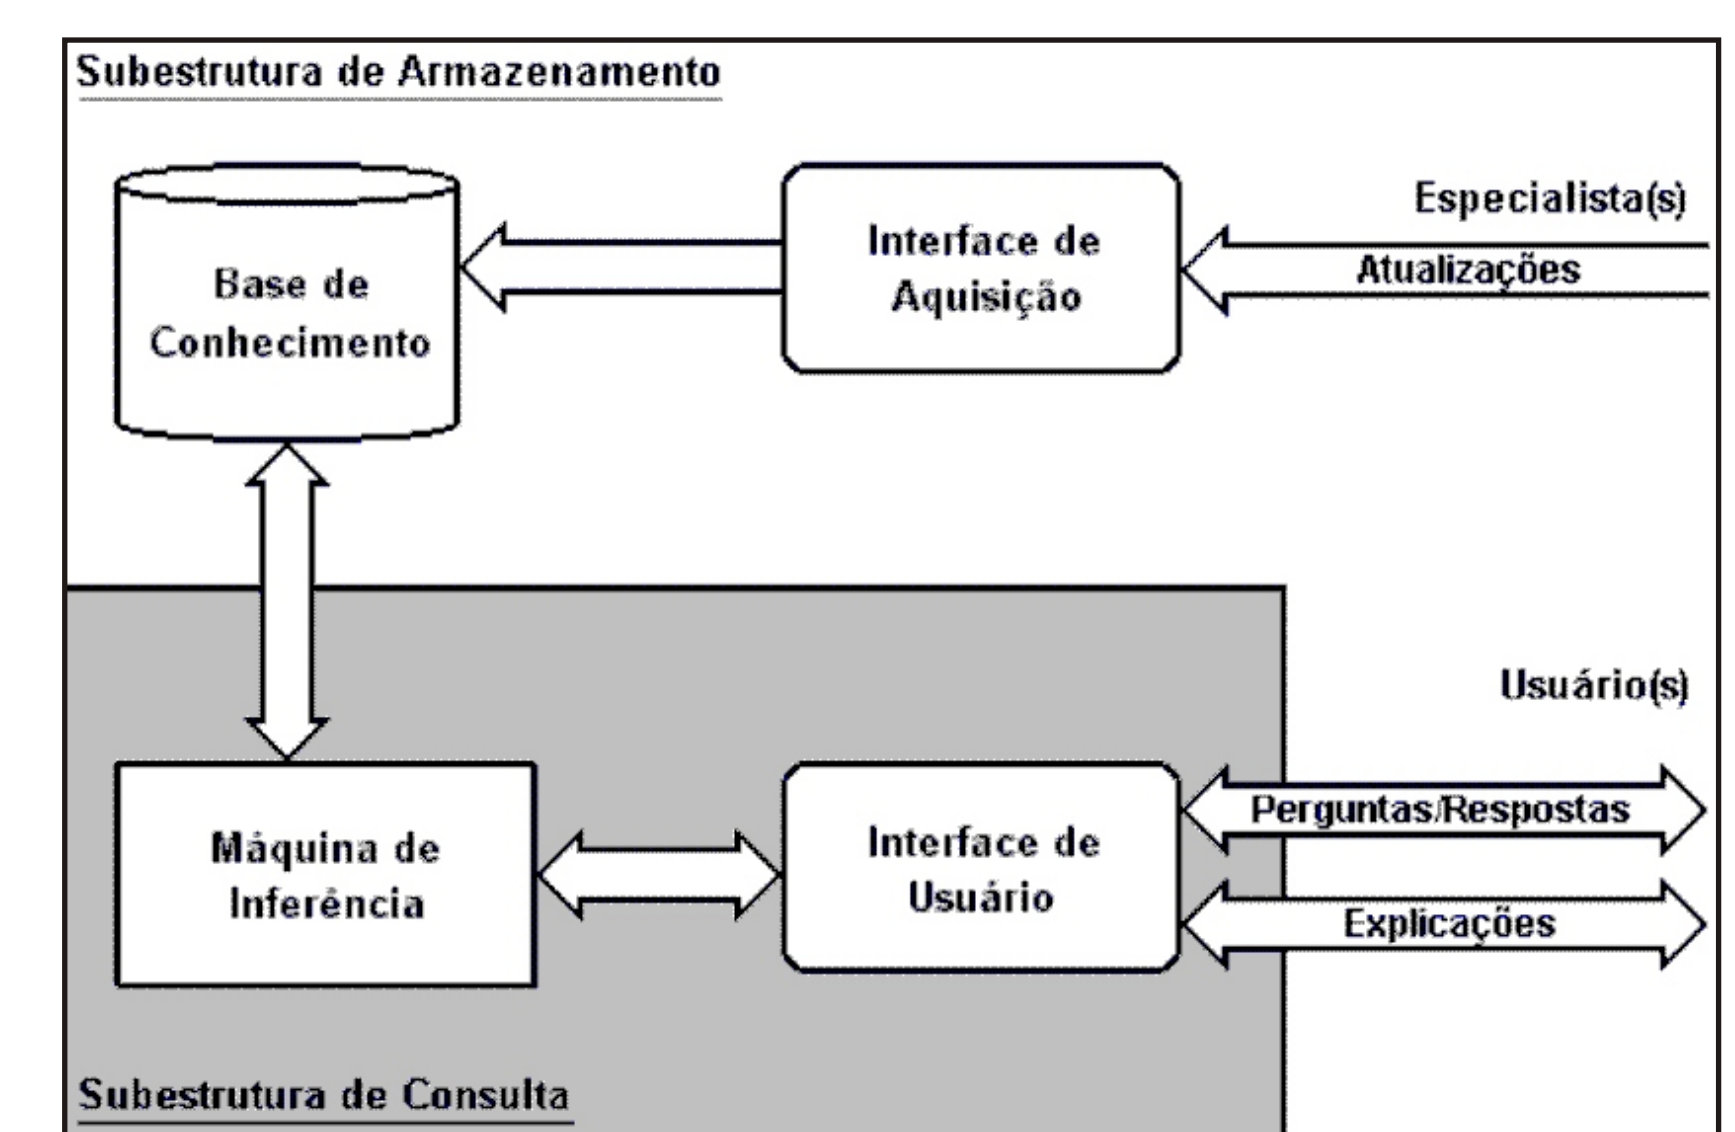 Subestrutura de Armazenamento
Especialista(s)
Interface de
Aquisição
Atualizações
Base de
Conhecimento
Usuário(s)
Perguntas/Respostas
Máquina de
Inferência
Interface de
Usuário
Explicações
Subestrutura de Consulta